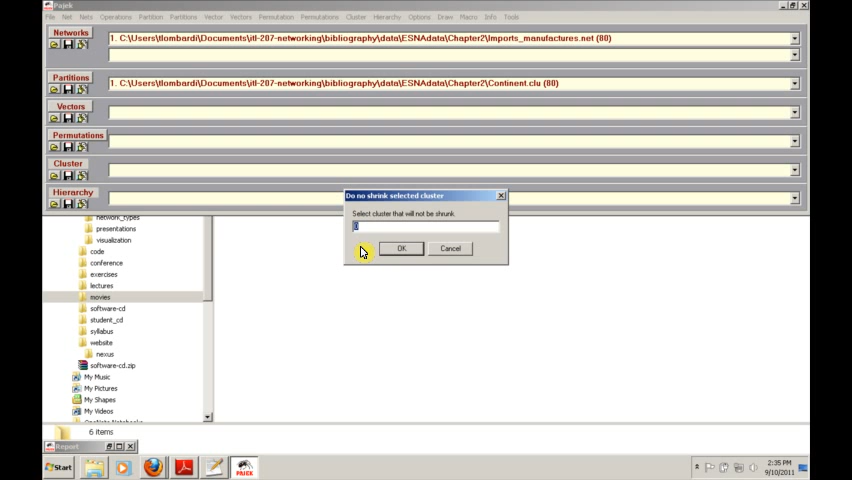 Pajek
File Net Nets Operations Partition Partitions Vector Vectors Permutation Permutations Cluster Hierarchy Options Draw Macro Info Tools
Networks
1. C:\Users\tlombardi\Documents\itl-207-networking\bibliography\data\ESNAdata\Chapter2\Imports_manufactures.net (80)
Partitions
1. C:\Users\tlombardi\Documents\itl-207-networking\bibliography\data\ESNAdata\Chapter2\Continent.clu (80)
Vectors
Permutations
Cluster
Hierarchy
Do no shrink selected cluster
Select cluster that will not be shrunk.
0
OK Cancel
network_types
presentations
visualization
code
conference
exercises
lectures
movies
software-cd
student_cd
syllabus
website
nexus
software-cd.zip
My Music
My Pictures
My Shapes
My Videos
OneNote Notebooks
6 items
Report
Start
PAJEK
2:35 PM
9/10/2011